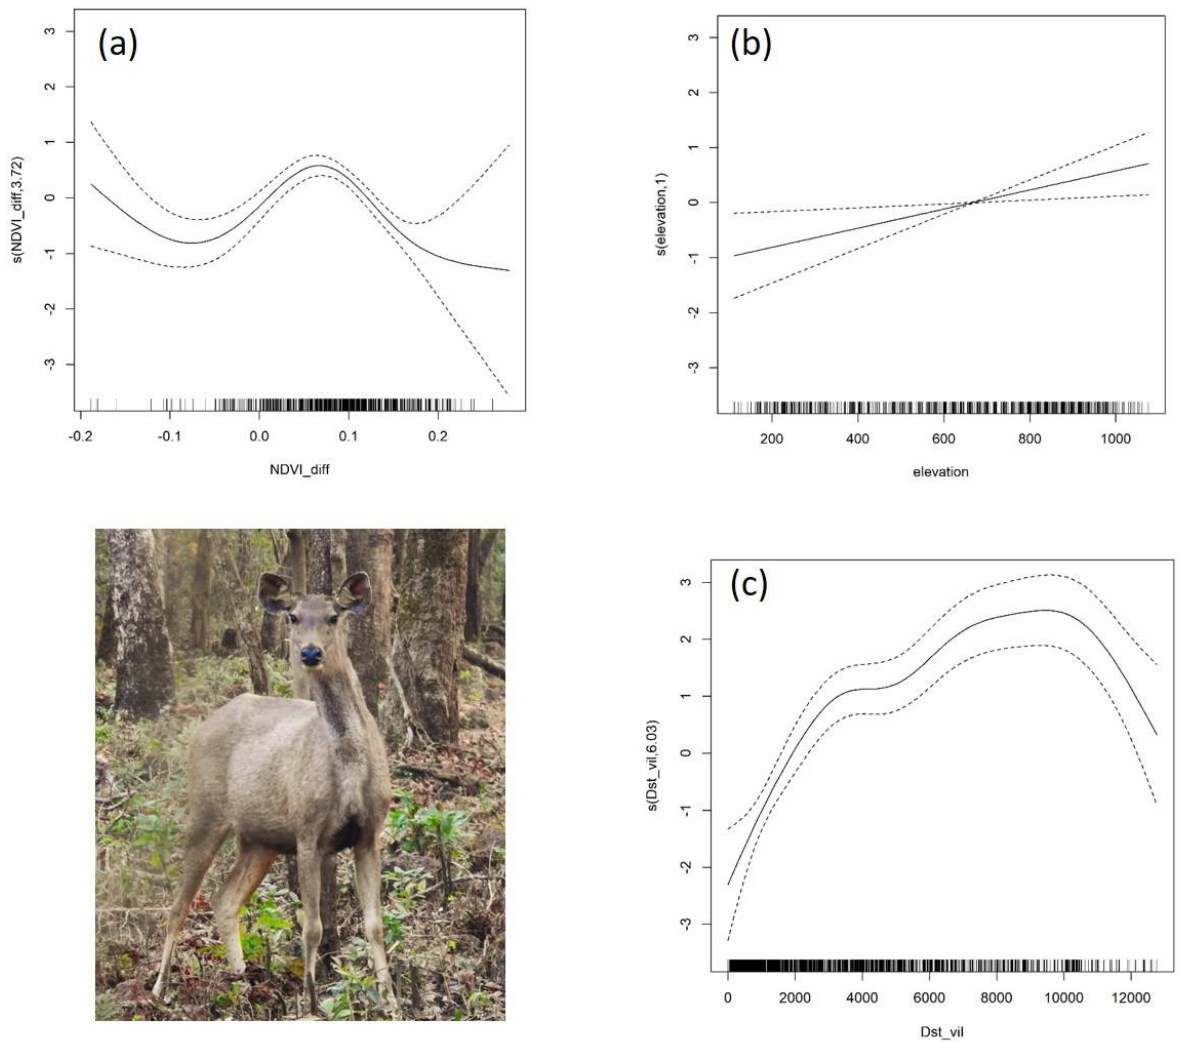 (a)
3
2
1
0
-1
-2
-3
s(NDVI_diff,3.72)
-0.2 -0.1 0.0 0.1 0.2
NDVI_diff
(b)
3
2
1
0
-1
-2
-3
s(elevation,1)
200 400 600 800 1000
elevation
(c)
3
2
1
0
-1
-2
-3
s(Dst_vil,6.03)
0 2000 4000 6000 8000 10000 12000
Dst_vil